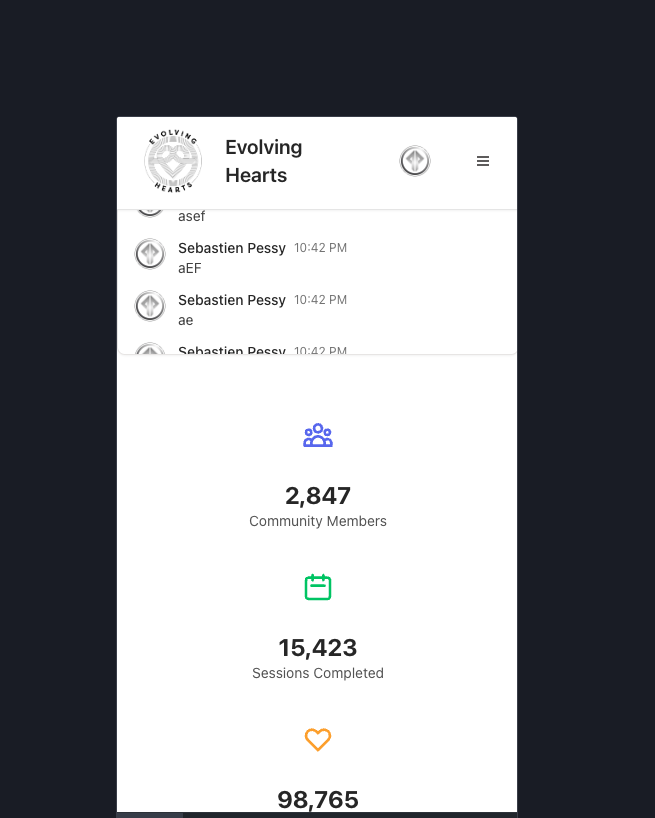 EVOLVING
HEARTS
Evolving
Hearts
asef
Sebastien Pessy 10:42 PM
aEF
Sebastien Pessy 10:42 PM
ae
Sebastien Pessy 10:42 PM
2,847
Community Members
15,423
Sessions Completed
98,765